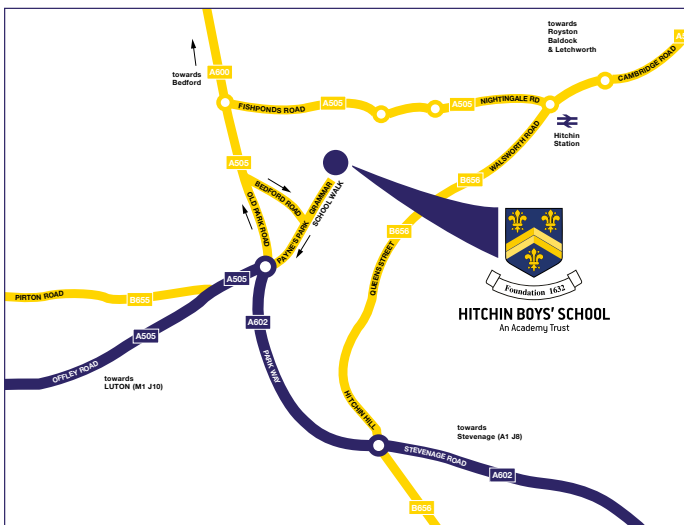 towards
Royston
Baldock
& Letchworth
towards
Bedford
A600
CAMBRIDGE ROAD
FISHPONDS ROAD
A505
A505
NIGHTINGALE RD
Hitchin
Station
WALSWORTH ROAD
A505
B656
BEDFORD ROAD
GRAMMAR
SCHOOL WALK
OLD PARK ROAD
PAYNE'S PARK
B656
QUEENS STREET
Foundation 1632
HITCHIN BOYS' SCHOOL
An Academy Trust
A505
PIRTON ROAD
B655
A602
A505
PARK WAY
OFFLEY ROAD
towards
LUTON (M1 J10)
HITCHIN HILL
towards
Stevenage (A1 J8)
STEVENAGE ROAD
A602
B656